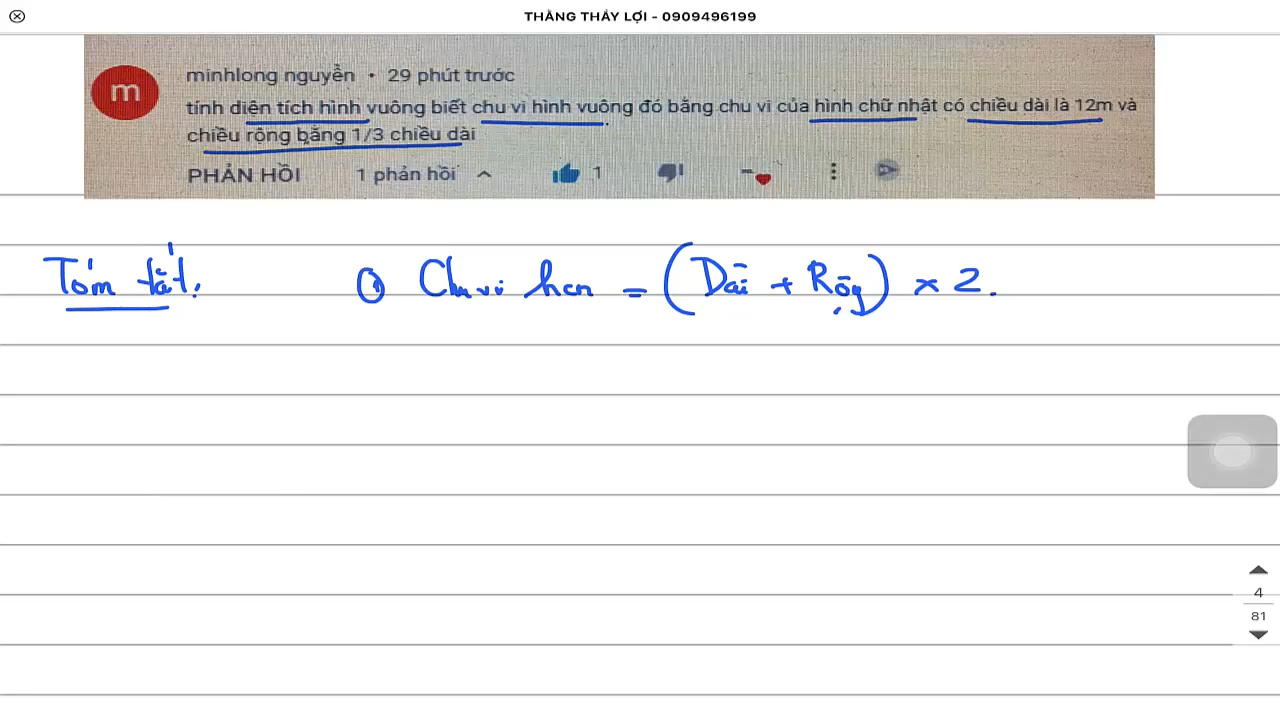 THẮNG THẦY LỢI - 0909496199
m
minhlong nguyễn • 29 phút trước
tính diện tích hình vuông biết chu vi hình vuông đó bằng chu vi của hình chữ nhật có chiều dài là 12m và
chiều rộng bằng 1/3 chiều dài
PHẢN HỒI 1 phản hồi 1
Tóm tắt: ① Chu vi hcn = (Dài + Rộng) × 2.
4
81